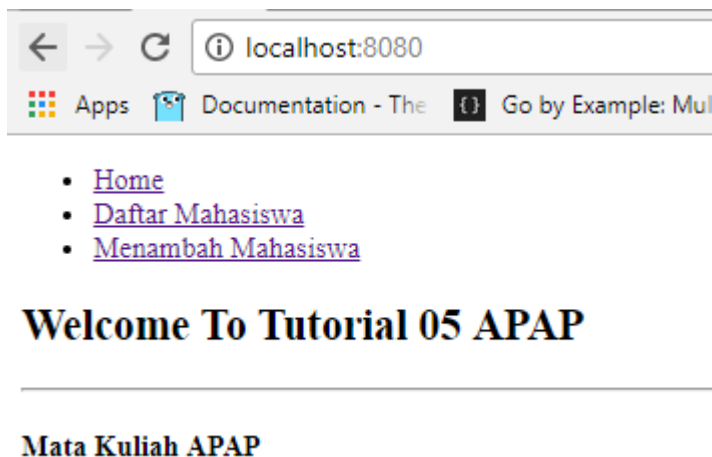 localhost:8080
Apps Documentation - The Go by Example: Mul
Home
Daftar Mahasiswa
Menambah Mahasiswa
Welcome To Tutorial 05 APAP
Mata Kuliah APAP